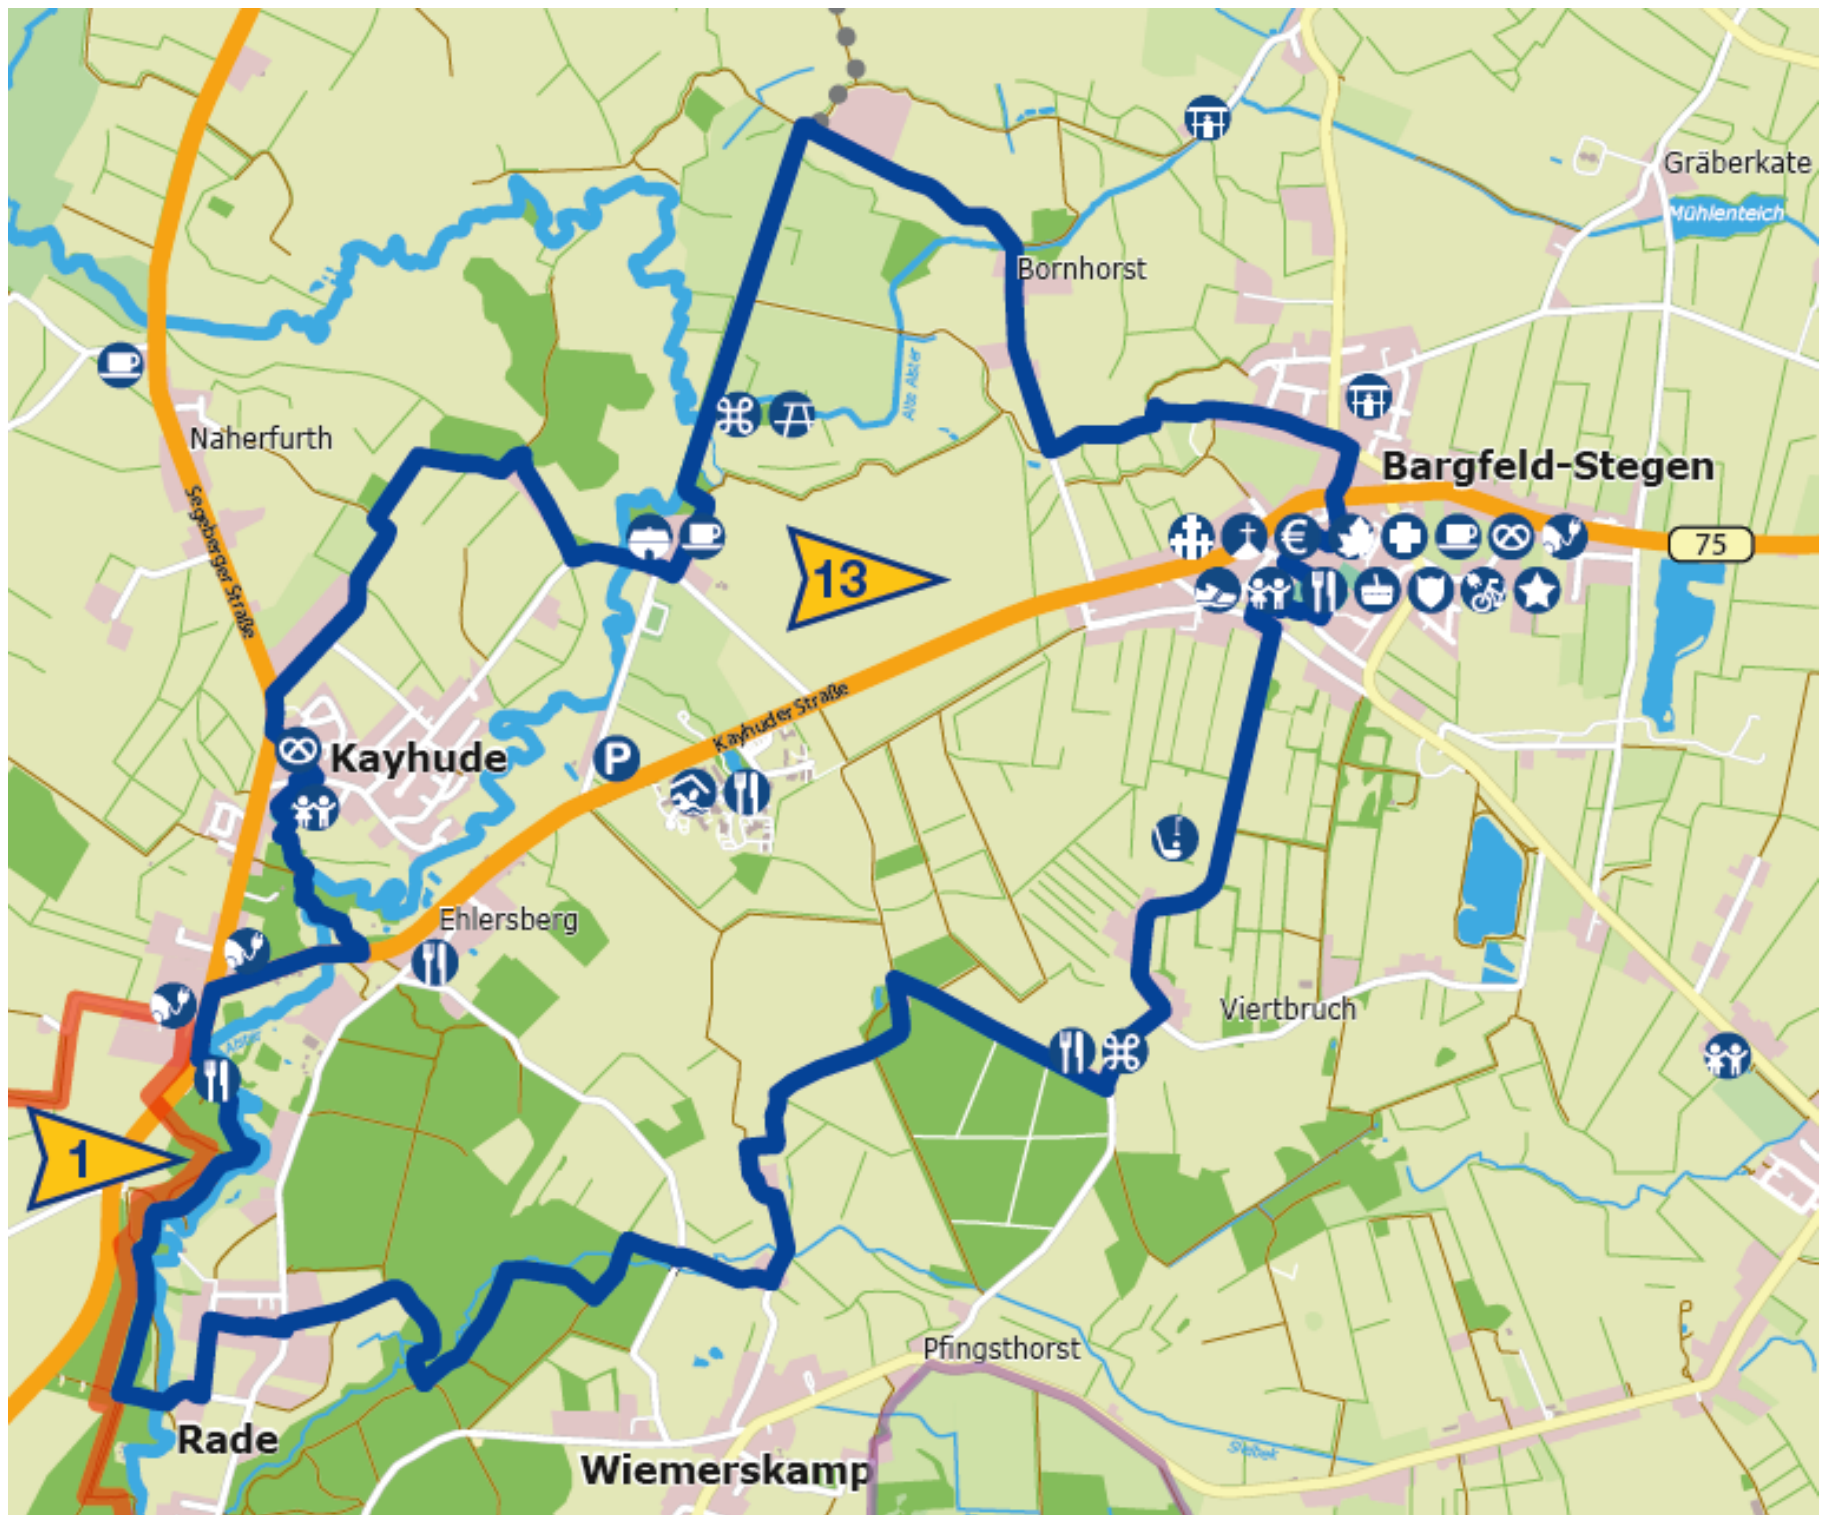 Gräberkate
Mühlenteich
Bornhorst
Alte Alster
Naherfurth
Bargfeld-Stegen
Segeberger Straße
75
13
Kayhuder Straße
P
Kayhude
Ehlersberg
Viertbruch
Alster
1
Pfingsthorst
Rade
Wiemerskamp